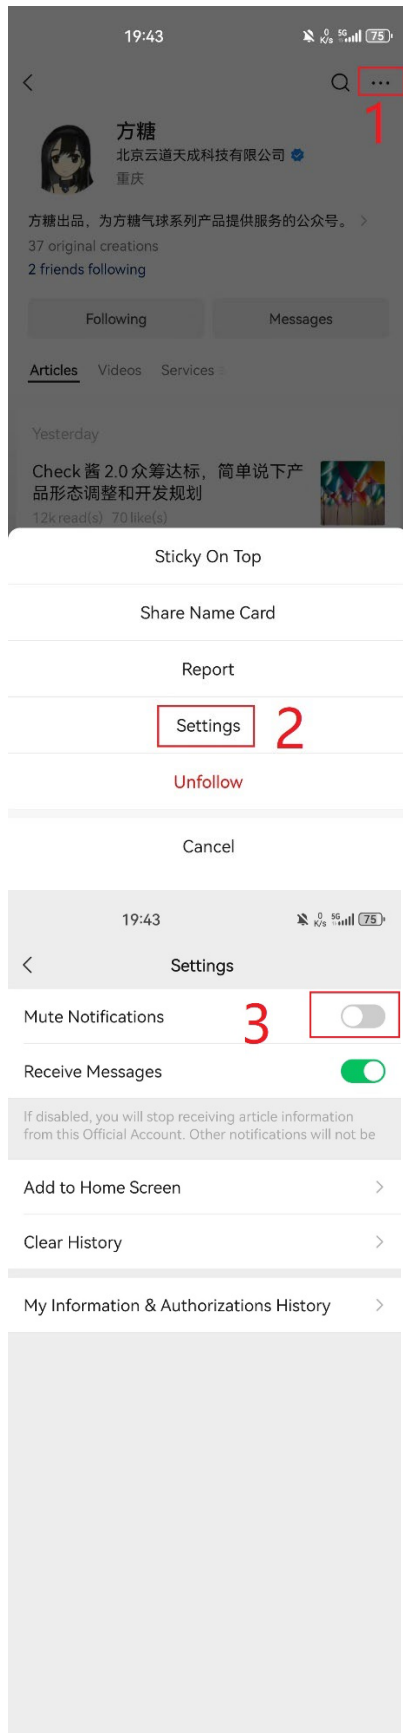 19:43
0 K/s 5G 75
1
方糖
北京云道天成科技有限公司
重庆
方糖出品，为方糖气球系列产品提供服务的公众号。
37 original creations
2 friends following
Following Messages
Articles Videos Services
Yesterday
Check 酱 2.0 众筹达标，简单说下产
品形态调整和开发规划
12k read(s) 70 like(s)
Sticky On Top
Share Name Card
Report
Settings 2
Unfollow
Cancel
19:43
0 K/s 5G 75
Settings
Mute Notifications 3
Receive Messages
If disabled, you will stop receiving article information
from this Official Account. Other notifications will not be
Add to Home Screen
Clear History
My Information & Authorizations History